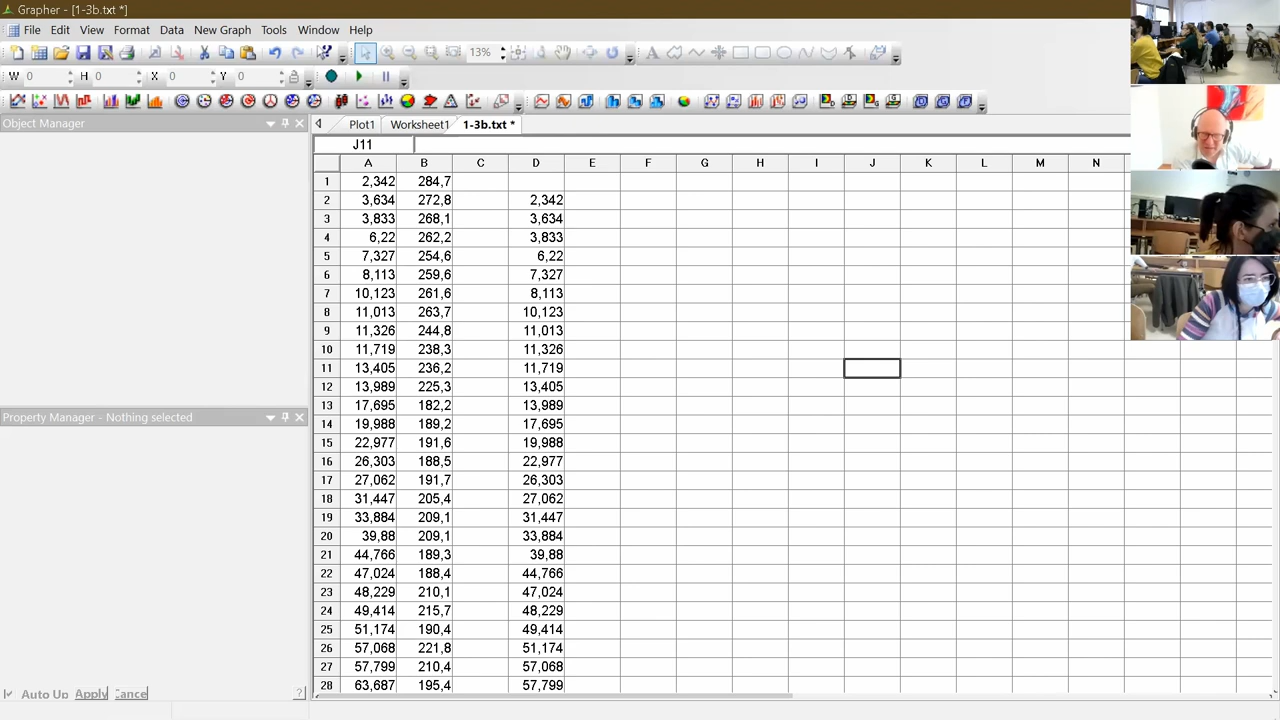 Grapher - [1-3b.txt *]
File Edit View Format Data New Graph Tools Window Help
13%
W 0 H 0 X 0 Y 0
Object Manager
Plot1 Worksheet1 1-3b.txt *
J11
A B C D E F G H I J K L M N
1 2,342 284,7
2 3,634 272,8 2,342
3 3,833 268,1 3,634
4 6,22 262,2 3,833
5 7,327 254,6 6,22
6 8,113 259,6 7,327
7 10,123 261,6 8,113
8 11,013 263,7 10,123
9 11,326 244,8 11,013
10 11,719 238,3 11,326
11 13,405 236,2 11,719
12 13,989 225,3 13,405
13 17,695 182,2 13,989
14 19,988 189,2 17,695
15 22,977 191,6 19,988
16 26,303 188,5 22,977
17 27,062 191,7 26,303
18 31,447 205,4 27,062
19 33,884 209,1 31,447
20 39,88 209,1 33,884
21 44,766 189,3 39,88
22 47,024 188,4 44,766
23 48,229 210,1 47,024
24 49,414 215,7 48,229
25 51,174 190,4 49,414
26 57,068 221,8 51,174
27 57,799 210,4 57,068
28 63,687 195,4 57,799
Property Manager - Nothing selected
Auto Up Apply Cance